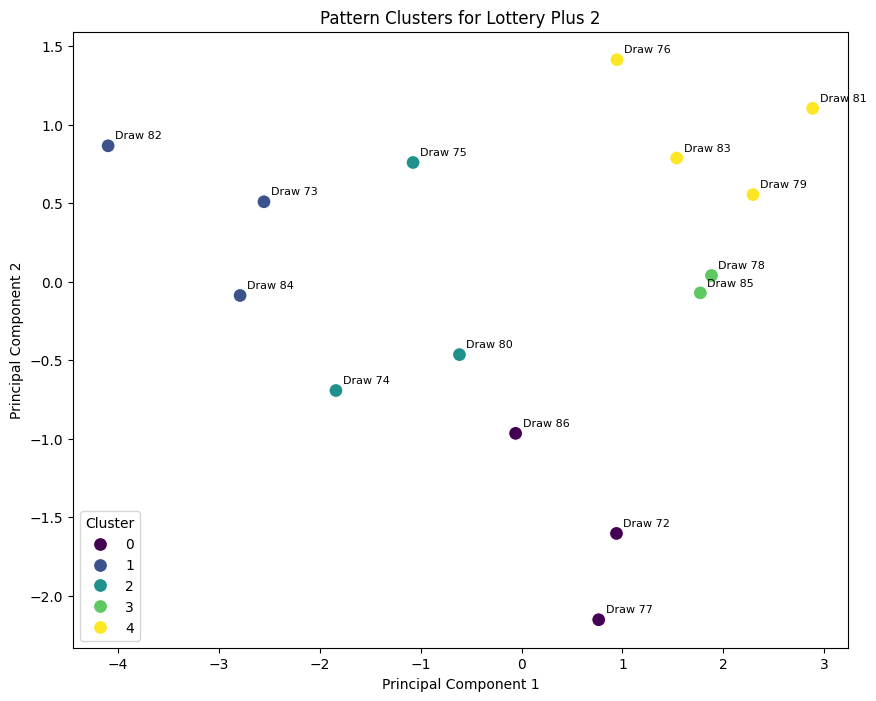 Pattern Clusters for Lottery Plus 2
Principal Component 2
1.5
1.0
0.5
0.0
−0.5
−1.0
−1.5
−2.0
Draw 76
Draw 81
Draw 82
Draw 75
Draw 83
Draw 79
Draw 73
Draw 78
Draw 84
Draw 85
Draw 80
Draw 74
Draw 86
Draw 72
Draw 77
Cluster
0
1
2
3
4
−4 −3 −2 −1 0 1 2 3
Principal Component 1